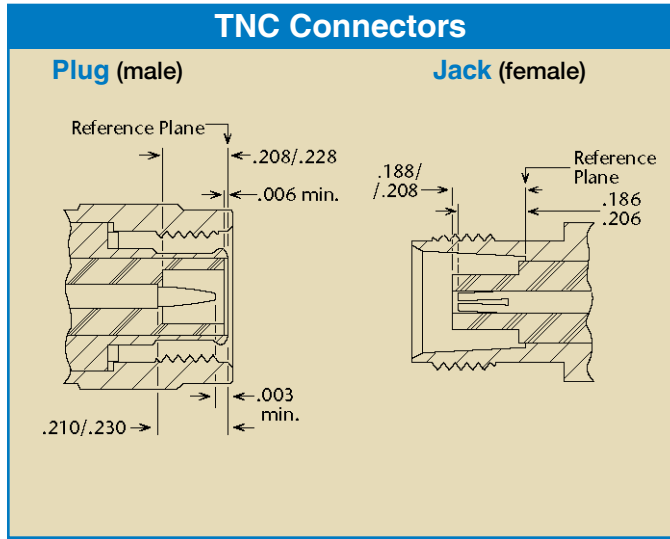 TNC Connectors
Plug (male)
Reference Plane
.208/.228
.006 min.
.003
min.
.210/.230
Jack (female)
Reference
Plane
.188/
/.208
.186
.206